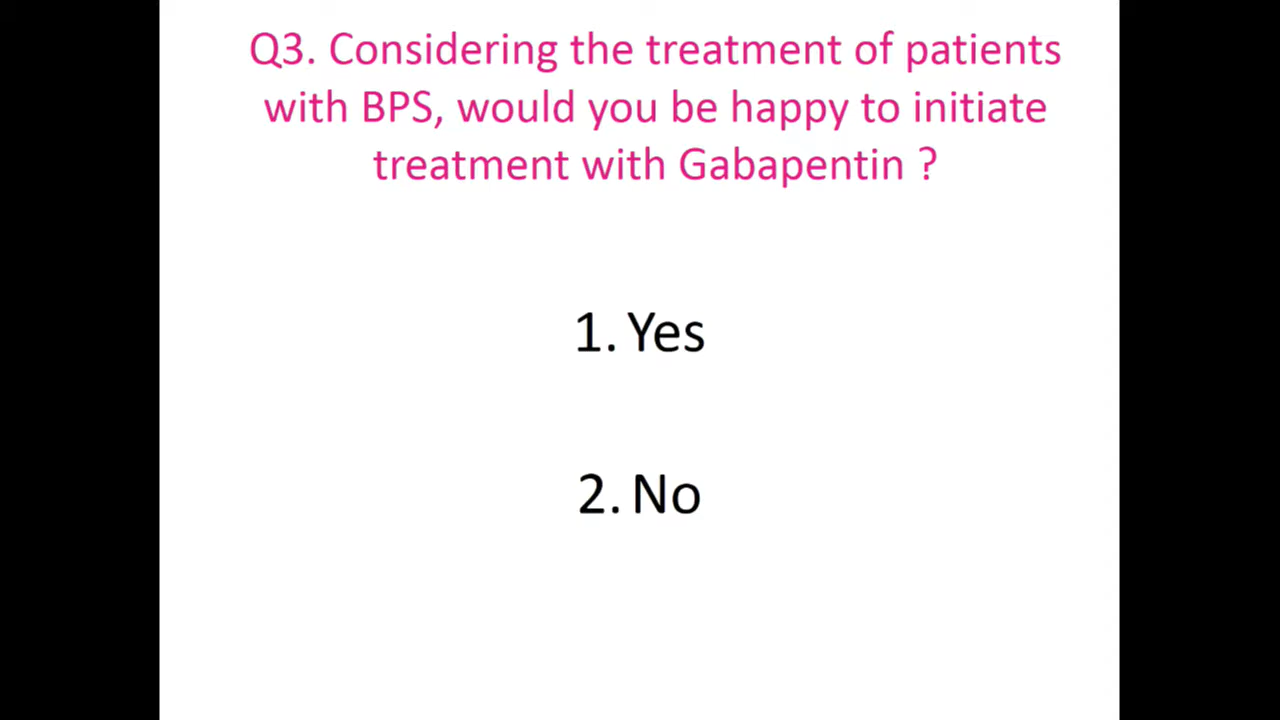 Q3. Considering the treatment of patients
with BPS, would you be happy to initiate
treatment with Gabapentin ?
1. Yes
2. No